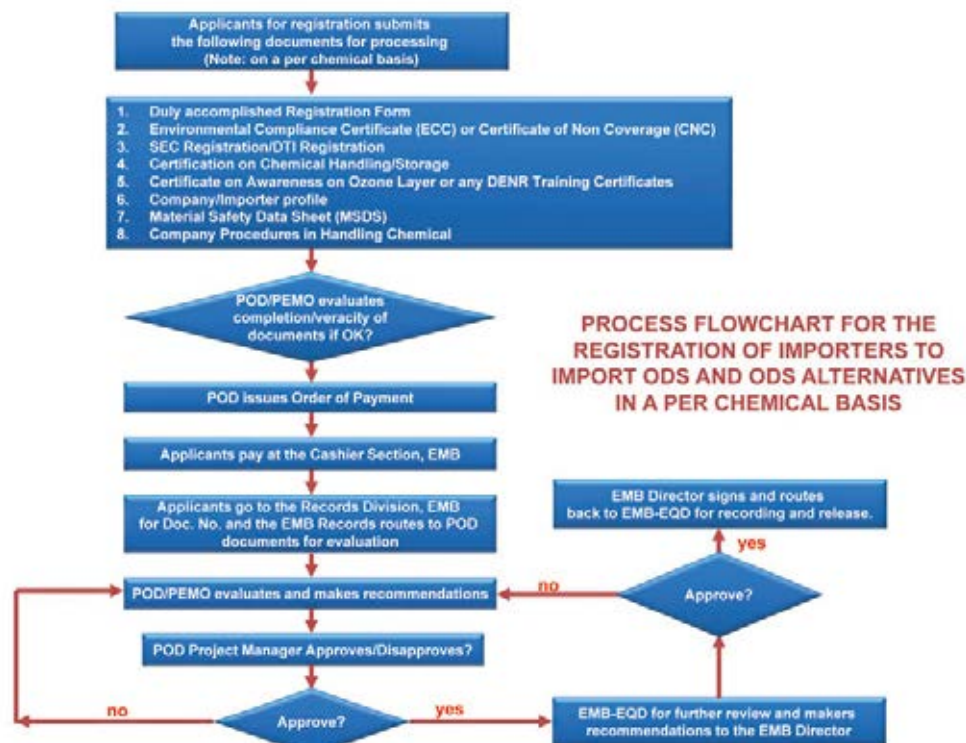 Applicants for registration submits
the following documents for processing
(Note: on a per chemical basis)
1. Duly accomplished Registration Form
2. Environmental Compliance Certificate (ECC) or Certificate of Non Coverage (CNC)
3. SEC Registration/DTI Registration
4. Certification on Chemical Handling/Storage
5. Certificate on Awareness on Ozone Layer or any DENR Training Certificates
6. Company/Importer profile
7. Material Safety Data Sheet (MSDS)
8. Company Procedures in Handling Chemical
POD/PEMO evaluates
completion/veracity of
documents if OK?
PROCESS FLOWCHART FOR THE
REGISTRATION OF IMPORTERS TO
IMPORT ODS AND ODS ALTERNATIVES
IN A PER CHEMICAL BASIS
POD issues Order of Payment
Applicants pay at the Cashier Section, EMB
Applicants go to the Records Division, EMB
for Doc. No. and the EMB Records routes to POD
documents for evaluation
POD/PEMO evaluates and makes recommendations
POD Project Manager Approves/Disapproves?
Approve?
no
yes
EMB-EQD for further review and makers
recommendations to the EMB Director
Approve?
no
yes
EMB Director signs and routes
back to EMB-EQD for recording and release.